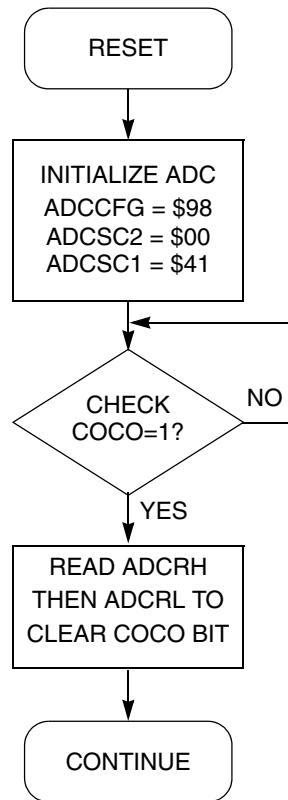 RESET
INITIALIZE ADC
ADCCFG = $98
ADCSC2 = $00
ADCSC1 = $41
CHECK
COCO=1?
NO
YES
READ ADCRH
THEN ADCRL TO
CLEAR COCO BIT
CONTINUE